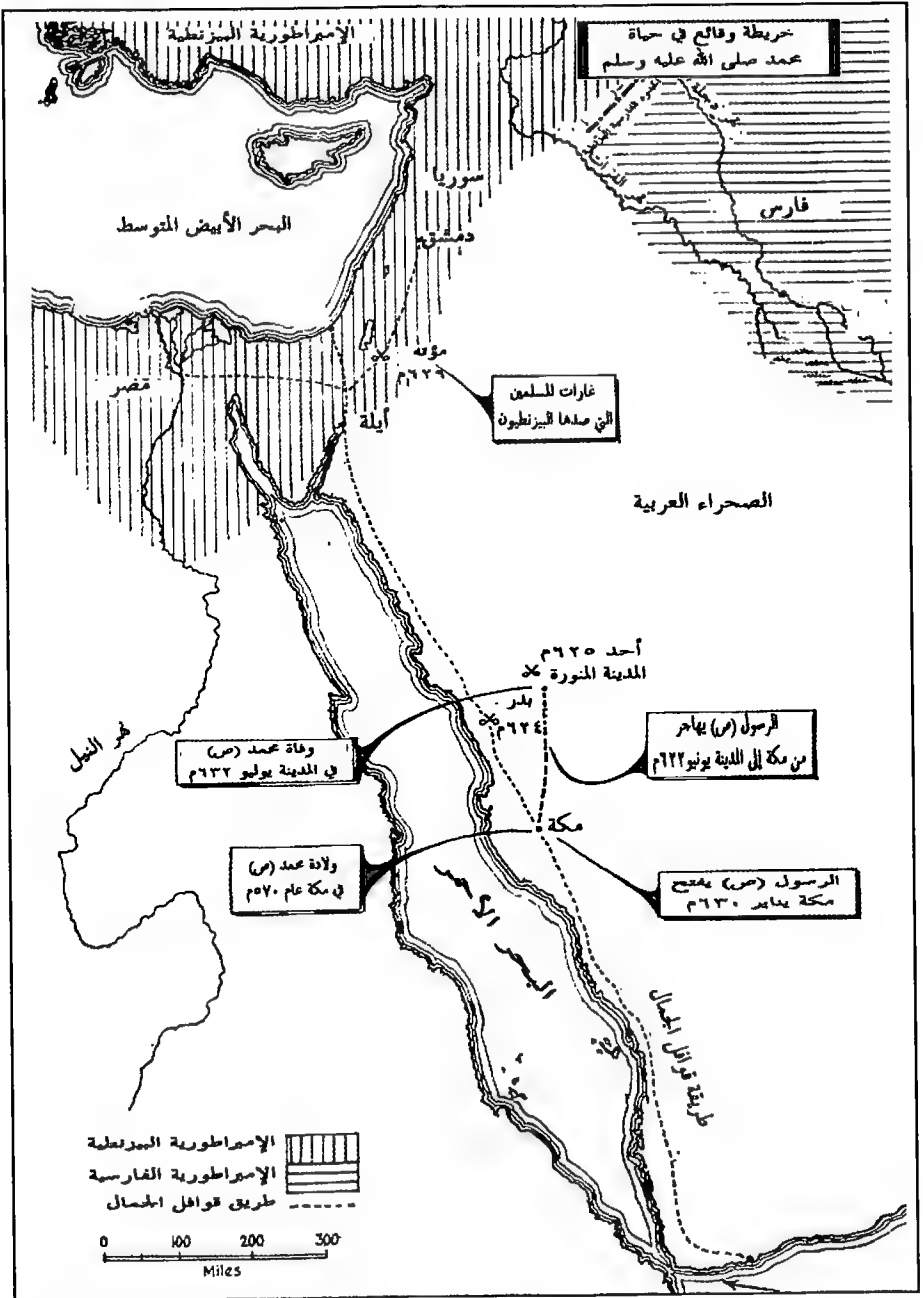 خريطة وقائع في حياة
محمد صلى الله عليه وسلم
الإمبراطورية البيزنطية
سوريا
فارس
البحر الأبيض المتوسط
دمشق
الفرات
مؤته
٦٢٩م
مصر
أيلة
غارات للمسلمين
التي صدها البيزنطيون
الصحراء العربية
أحد ٦٢٥م
المدينة المنورة
بدر
٦٢٤م
نهر النيل
وفاة محمد (ص)
في المدينة يوليو ٦٣٢م
الرسول (ص) يهاجر
من مكة إلى المدينة يونيو ٦٢٢م
مكة
ولادة محمد (ص)
في مكة عام ٥٧٠م
الرسول (ص) يفتح
مكة يناير ٦٣٠م
البحر الأحمر
طريقة قوافل الجمال
الإمبراطورية البيزنطية
الإمبراطورية الفارسية
طريق قوافل الجمال
0 100 200 300
Miles